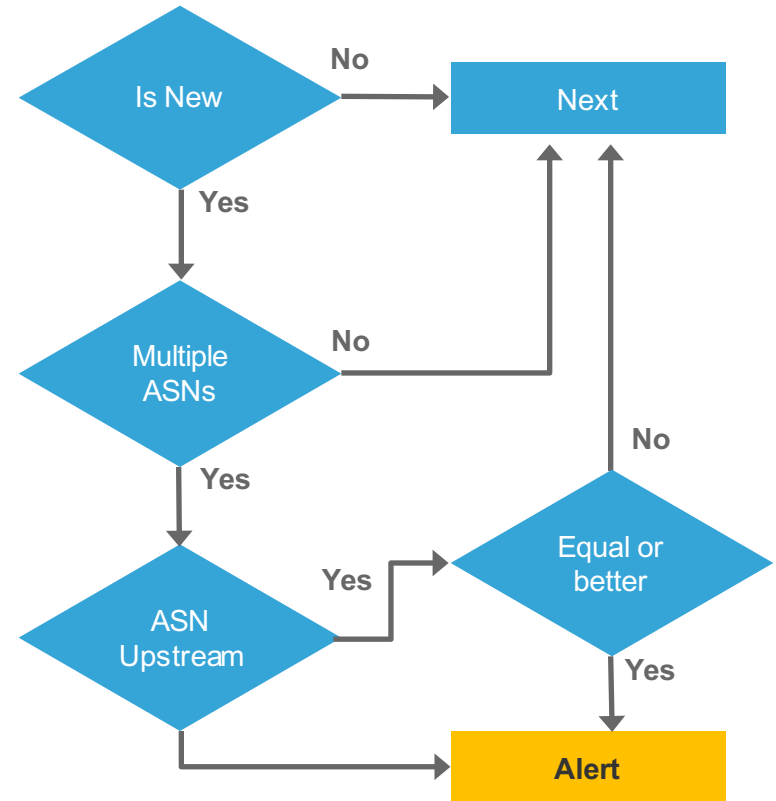 No
Is New
Next
Yes
No
Multiple
ASNs
No
Yes
Equal or
better
Yes
ASN
Upstream
Yes
Alert